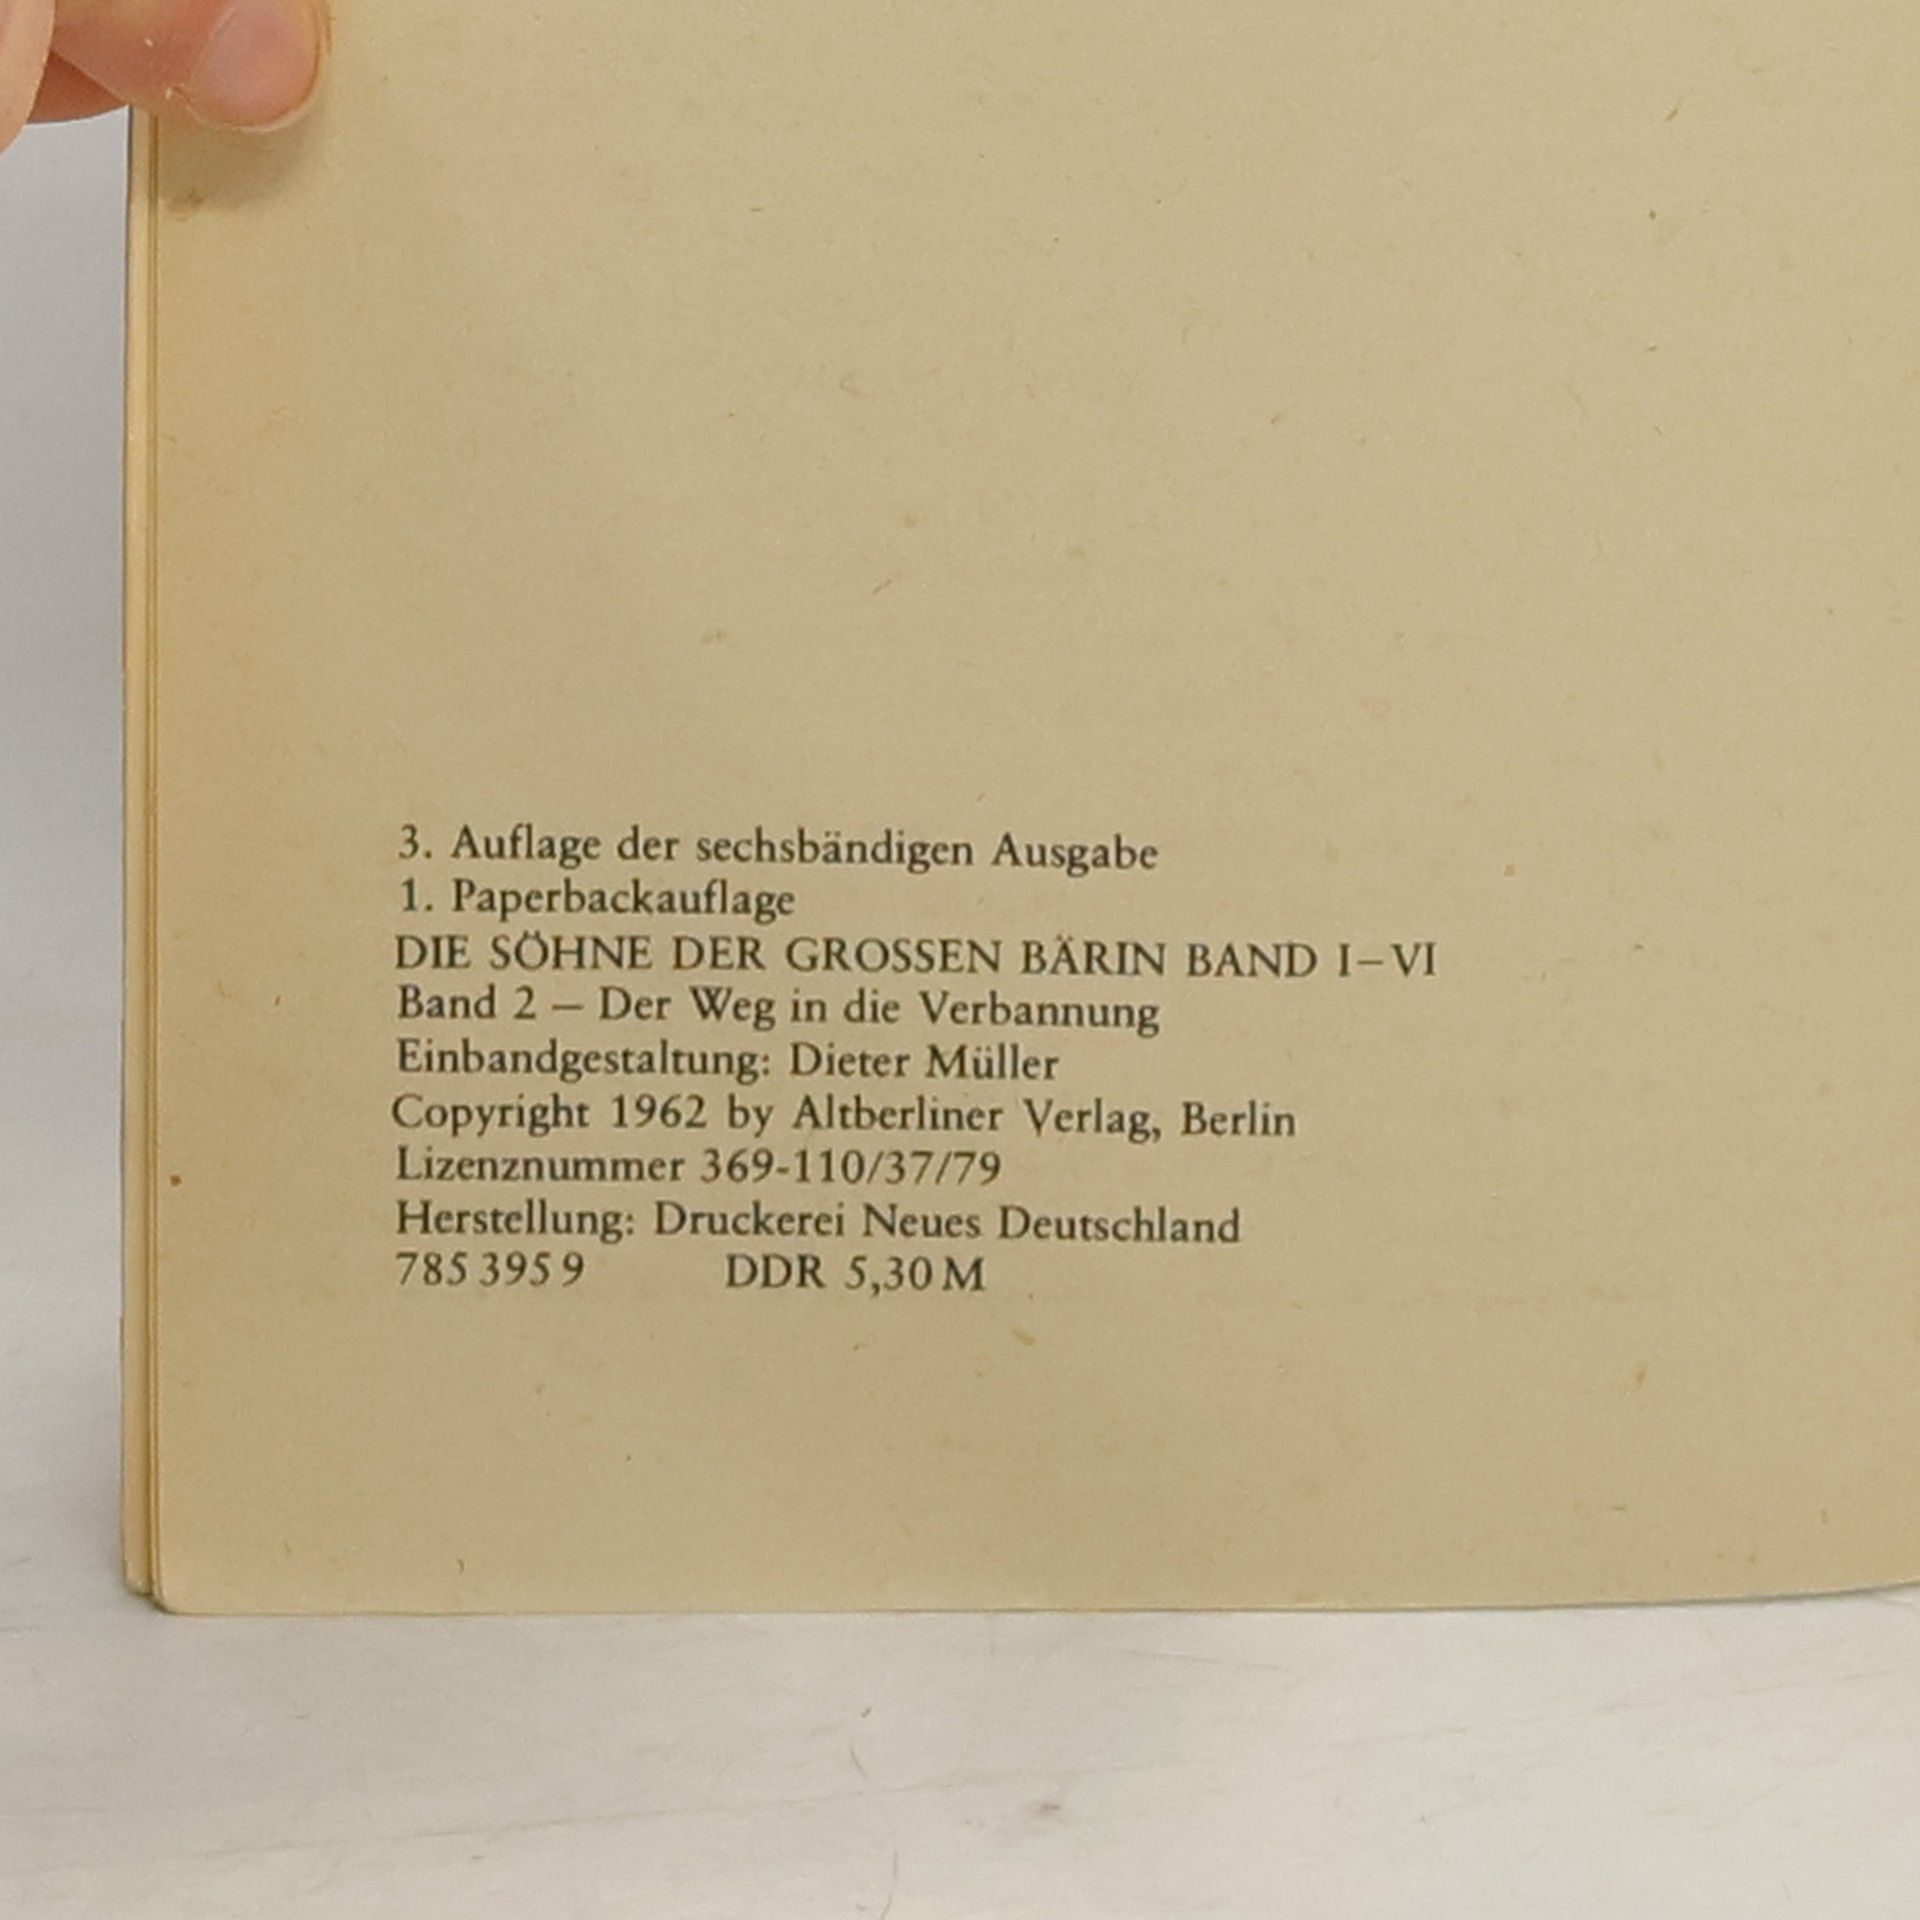 3. Auflage der sechsbändigen Ausgabe
1. Paperbackauflage
DIE SÖHNE DER GROSSEN BÄRIN BAND I–VI
Band 2 – Der Weg in die Verbannung
Einbandgestaltung: Dieter Müller
Copyright 1962 by Altberliner Verlag, Berlin
Lizenznummer 369-110/37/79
Herstellung: Druckerei Neues Deutschland
785 395 9 DDR 5,30 M